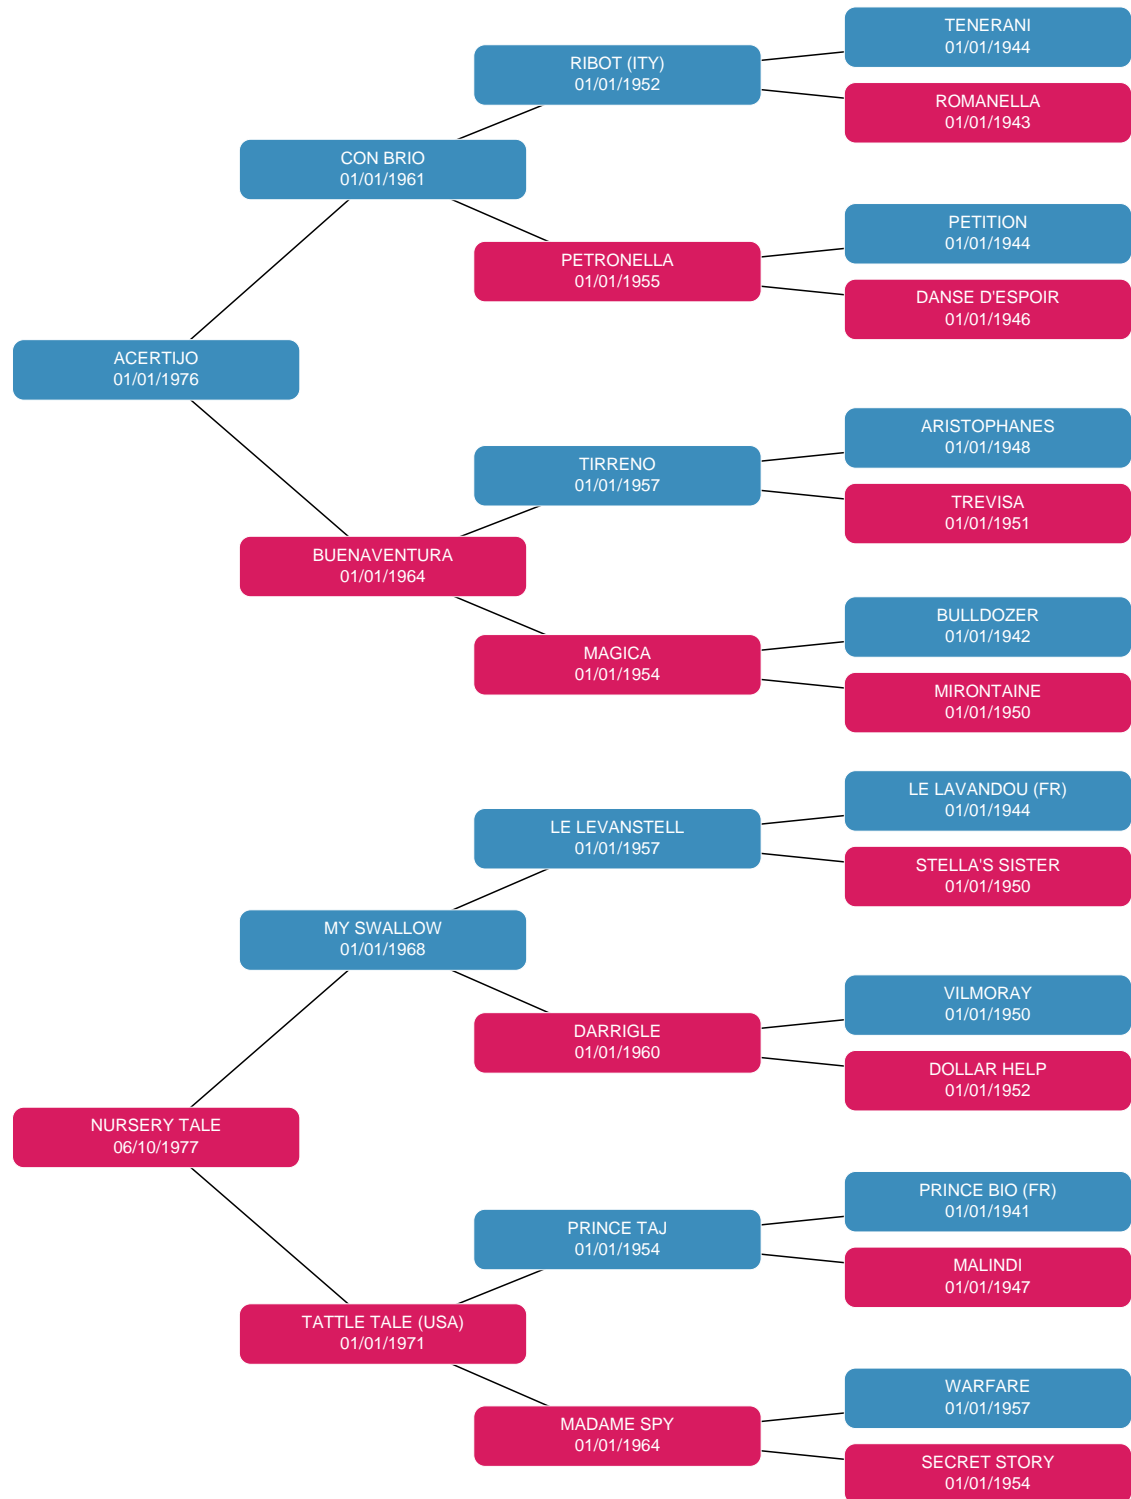 TENERANI
01/01/1944
RIBOT (ITY)
01/01/1952
ROMANELLA
01/01/1943
CON BRIO
01/01/1961
PETITION
01/01/1944
PETRONELLA
01/01/1955
DANSE D'ESPOIR
01/01/1946
ACERTIJO
01/01/1976
ARISTOPHANES
01/01/1948
TIRRENO
01/01/1957
TREVISA
01/01/1951
BUENAVENTURA
01/01/1964
BULLDOZER
01/01/1942
MAGICA
01/01/1954
MIRONTAINE
01/01/1950
LE LAVANDOU (FR)
01/01/1944
LE LEVANSTELL
01/01/1957
STELLA'S SISTER
01/01/1950
MY SWALLOW
01/01/1968
VILMORAY
01/01/1950
DARRIGLE
01/01/1960
DOLLAR HELP
01/01/1952
NURSERY TALE
06/10/1977
PRINCE BIO (FR)
01/01/1941
PRINCE TAJ
01/01/1954
MALINDI
01/01/1947
TATTLE TALE (USA)
01/01/1971
WARFARE
01/01/1957
MADAME SPY
01/01/1964
SECRET STORY
01/01/1954